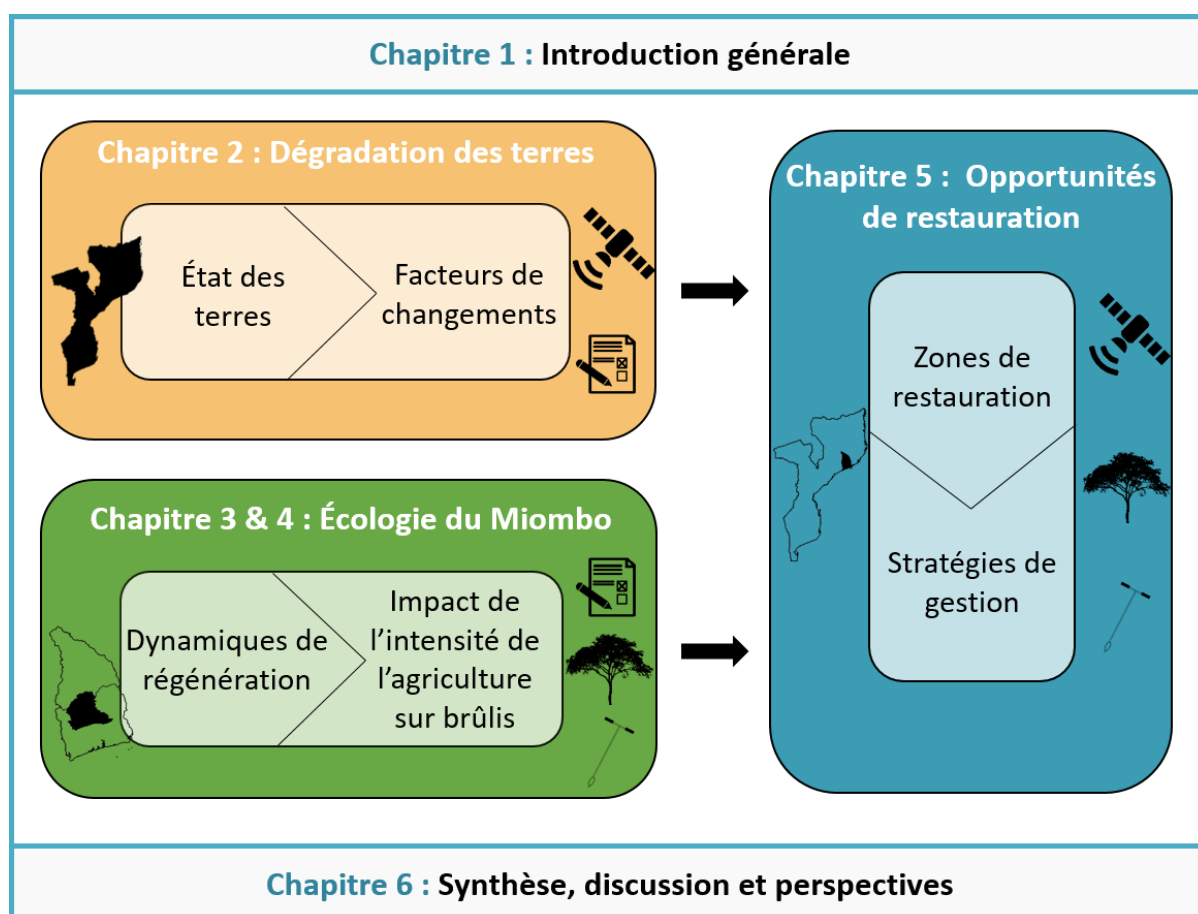 Chapitre 1 : Introduction générale
Chapitre 2 : Dégradation des terres
État des
terres
Facteurs de
changements
Chapitre 3 & 4 : Écologie du Miombo
Dynamiques de
régénération
Impact de
l’intensité de
l’agriculture
sur brûlis
Chapitre 5 : Opportunités
de restauration
Zones de
restauration
Stratégies de
gestion
Chapitre 6 : Synthèse, discussion et perspectives